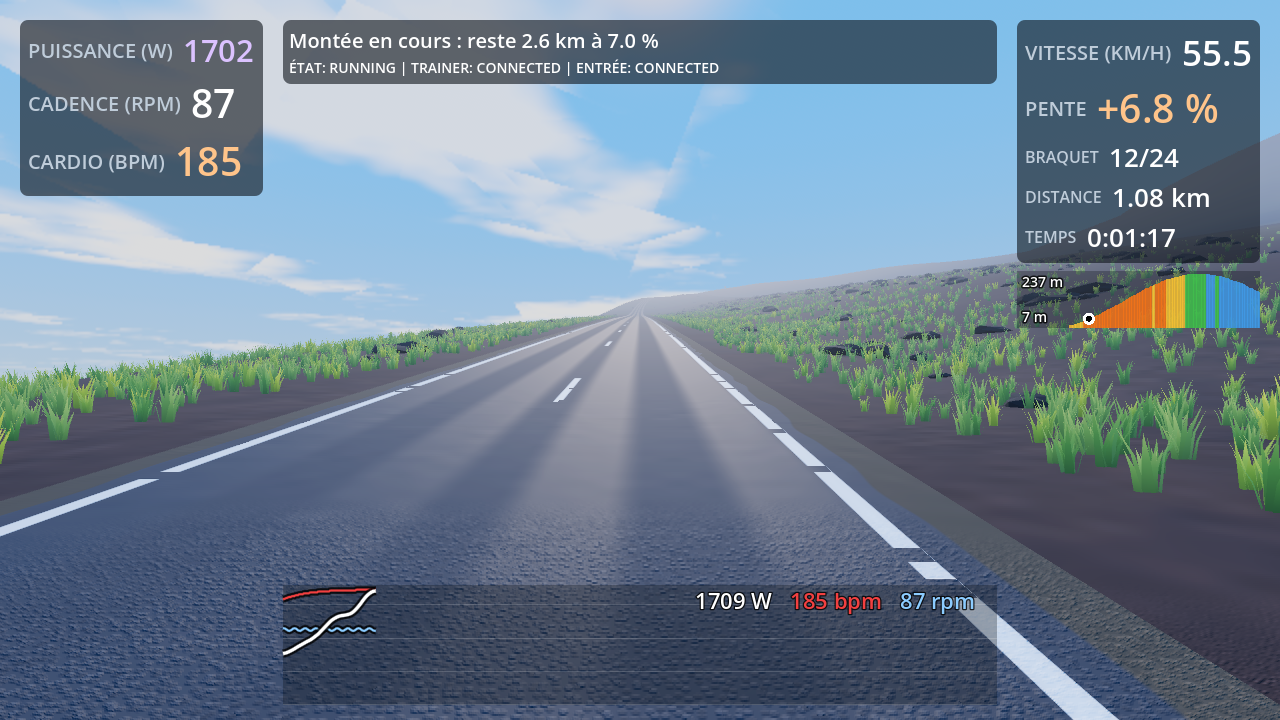 PUISSANCE (W) 1702
CADENCE (RPM) 87
CARDIO (BPM) 185
Montée en cours : reste 2.6 km à 7.0 %
ÉTAT: RUNNING | TRAINER: CONNECTED | ENTRÉE: CONNECTED
VITESSE (KM/H) 55.5
PENTE +6.8 %
BRAQUET 12/24
DISTANCE 1.08 km
TEMPS 0:01:17
237 m
7 m
1709 W 185 bpm 87 rpm